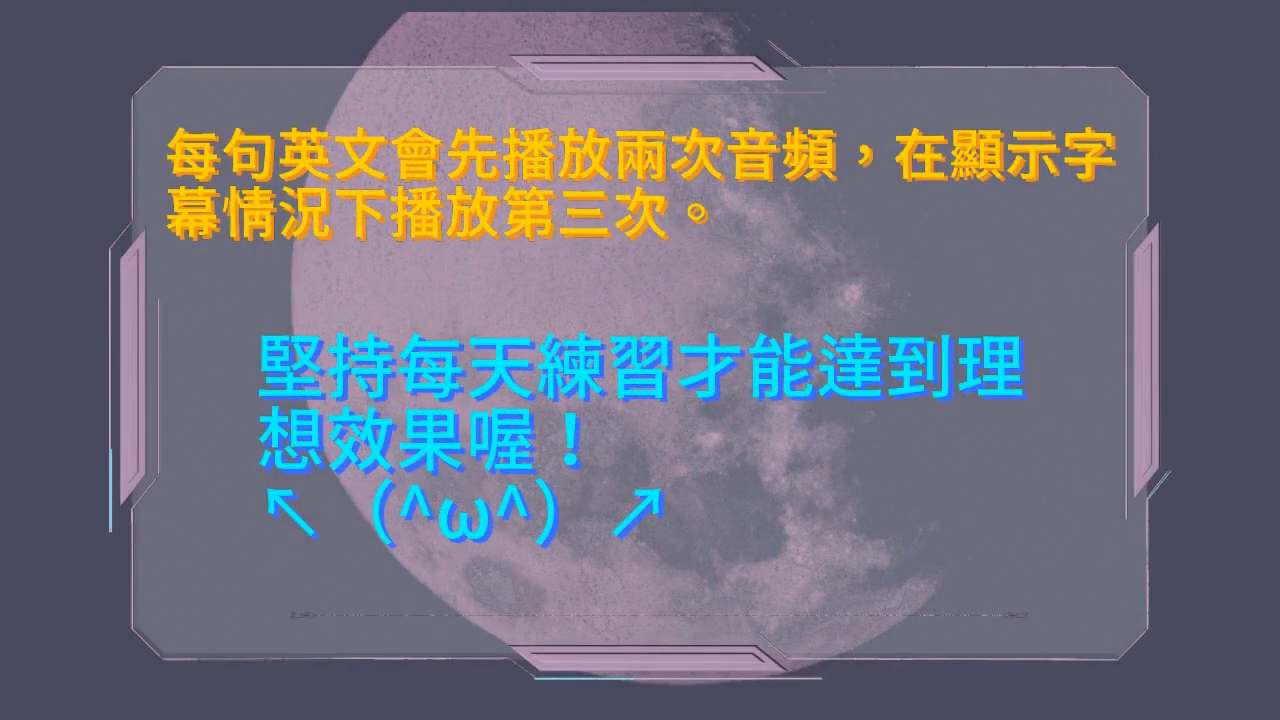 每句英文會先播放兩次音頻，在顯示字
幕情況下播放第三次。
堅持每天練習才能達到理
想效果喔！
↖（^ω^）↗